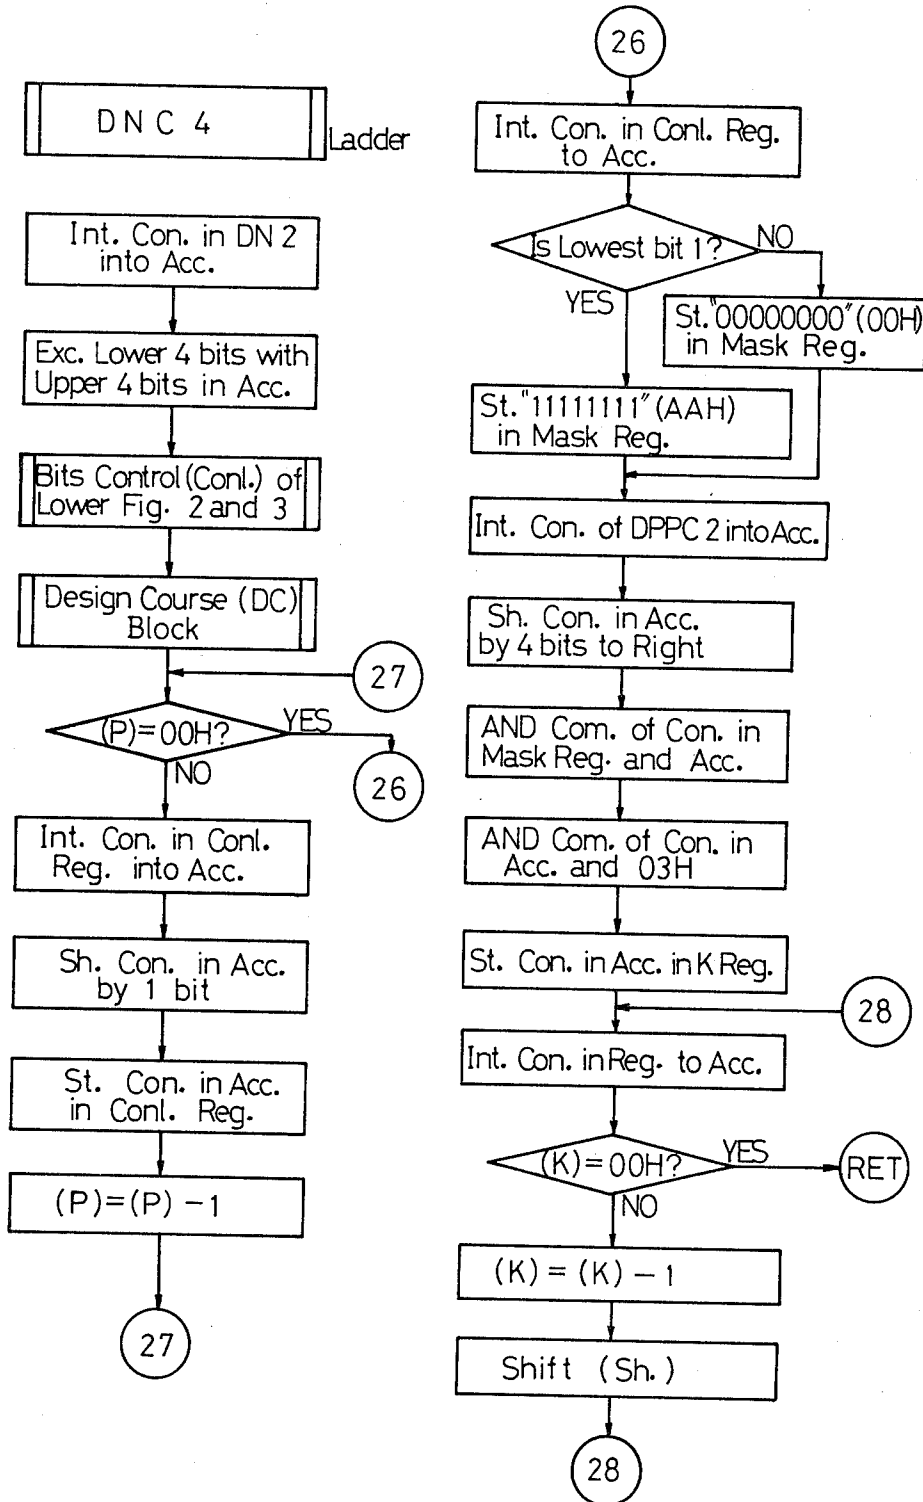 D N C 4
Ladder
Int. Con. in DN 2
into Acc.
Exc. Lower 4 bits with
Upper 4 bits in Acc.
Bits Control (Conl.) of
Lower Fig. 2 and 3
Design Course (DC)
Block
27
(P)=00H?
YES
NO
26
Int. Con. in Conl.
Reg. into Acc.
Sh. Con. in Acc.
by 1 bit
St. Con. in Acc.
in Conl. Reg.
(P)=(P) - 1
27
26
Int. Con. in Conl. Reg.
to Acc.
Is Lowest bit 1?
NO
YES
St."00000000"(00H)
in Mask Reg.
St."11111111"(AAH)
in Mask Reg.
Int. Con. of DPPC 2 into Acc.
Sh. Con. in Acc.
by 4 bits to Right
AND Com. of Con. in
Mask Reg. and Acc.
AND Com. of Con. in
Acc. and 03H
St. Con. in Acc. in K Reg.
28
Int. Con. in Reg. to Acc.
(K)=00H?
YES
RET
NO
(K) = (K) - 1
Shift (Sh.)
28